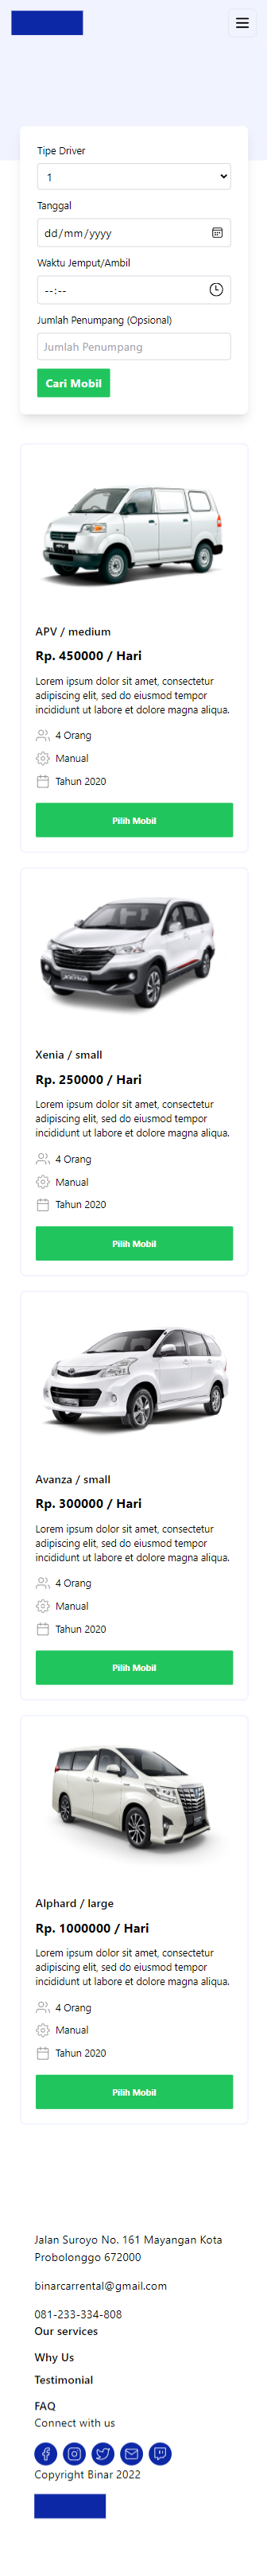 Tipe Driver
1
Tanggal
dd/mm/yyyy
Waktu Jemput/Ambil
--:--
Jumlah Penumpang (Opsional)
Jumlah Penumpang
Cari Mobil
APV / medium
Rp. 450000 / Hari
Lorem ipsum dolor sit amet, consectetur
adipiscing elit, sed do eiusmod tempor
incididunt ut labore et dolore magna aliqua.
4 Orang
Manual
Tahun 2020
Pilih Mobil
Xenia / small
Rp. 250000 / Hari
Lorem ipsum dolor sit amet, consectetur
adipiscing elit, sed do eiusmod tempor
incididunt ut labore et dolore magna aliqua.
4 Orang
Manual
Tahun 2020
Pilih Mobil
Avanza / small
Rp. 300000 / Hari
Lorem ipsum dolor sit amet, consectetur
adipiscing elit, sed do eiusmod tempor
incididunt ut labore et dolore magna aliqua.
4 Orang
Manual
Tahun 2020
Pilih Mobil
Alphard / large
Rp. 1000000 / Hari
Lorem ipsum dolor sit amet, consectetur
adipiscing elit, sed do eiusmod tempor
incididunt ut labore et dolore magna aliqua.
4 Orang
Manual
Tahun 2020
Pilih Mobil
Jalan Suroyo No. 161 Mayangan Kota
Probolonggo 672000
binarcarrental@gmail.com
081-233-334-808
Our services
Why Us
Testimonial
FAQ
Connect with us
Copyright Binar 2022